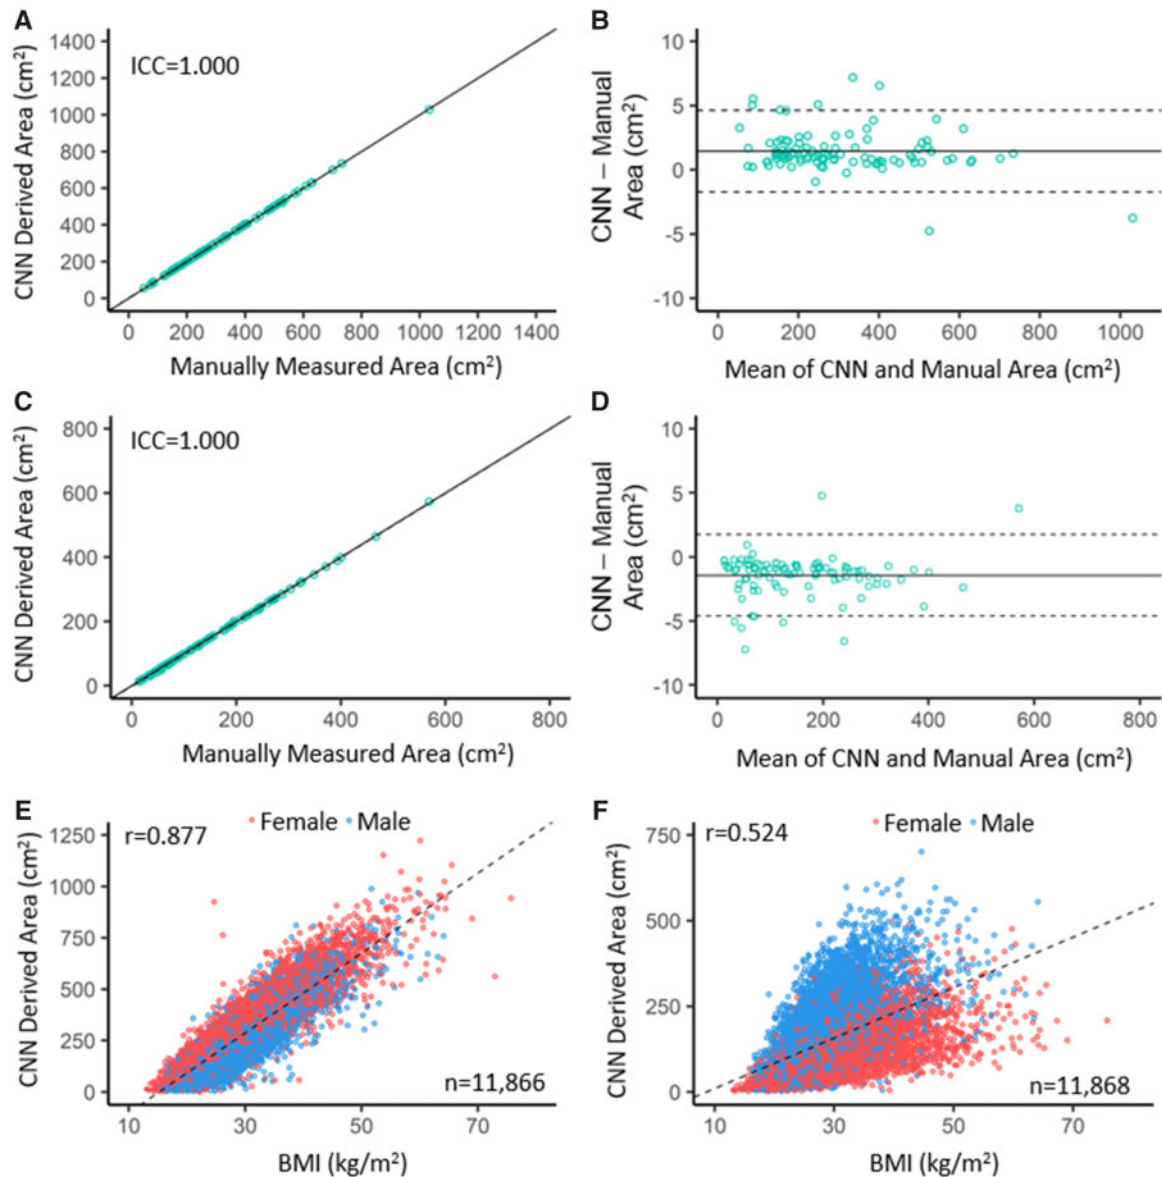 A
CNN Derived Area (cm²)
1400
1200
1000
800
600
400
200
0
ICC=1.000
0 200 400 600 800 1000 1200 1400
Manually Measured Area (cm²)
B
CNN – Manual
Area (cm²)
10
5
0
-5
-10
0 200 400 600 800 1000
Mean of CNN and Manual Area (cm²)
C
CNN Derived Area (cm²)
800
600
400
200
0
ICC=1.000
0 200 400 600 800
Manually Measured Area (cm²)
D
CNN – Manual
Area (cm²)
10
5
0
-5
-10
0 200 400 600 800
Mean of CNN and Manual Area (cm²)
E
CNN Derived Area (cm²)
1250
1000
750
500
250
0
r=0.877
Female Male
n=11,866
10 30 50 70
BMI (kg/m²)
F
CNN Derived Area (cm²)
750
500
250
0
r=0.524
Female Male
n=11,868
10 30 50 70
BMI (kg/m²)